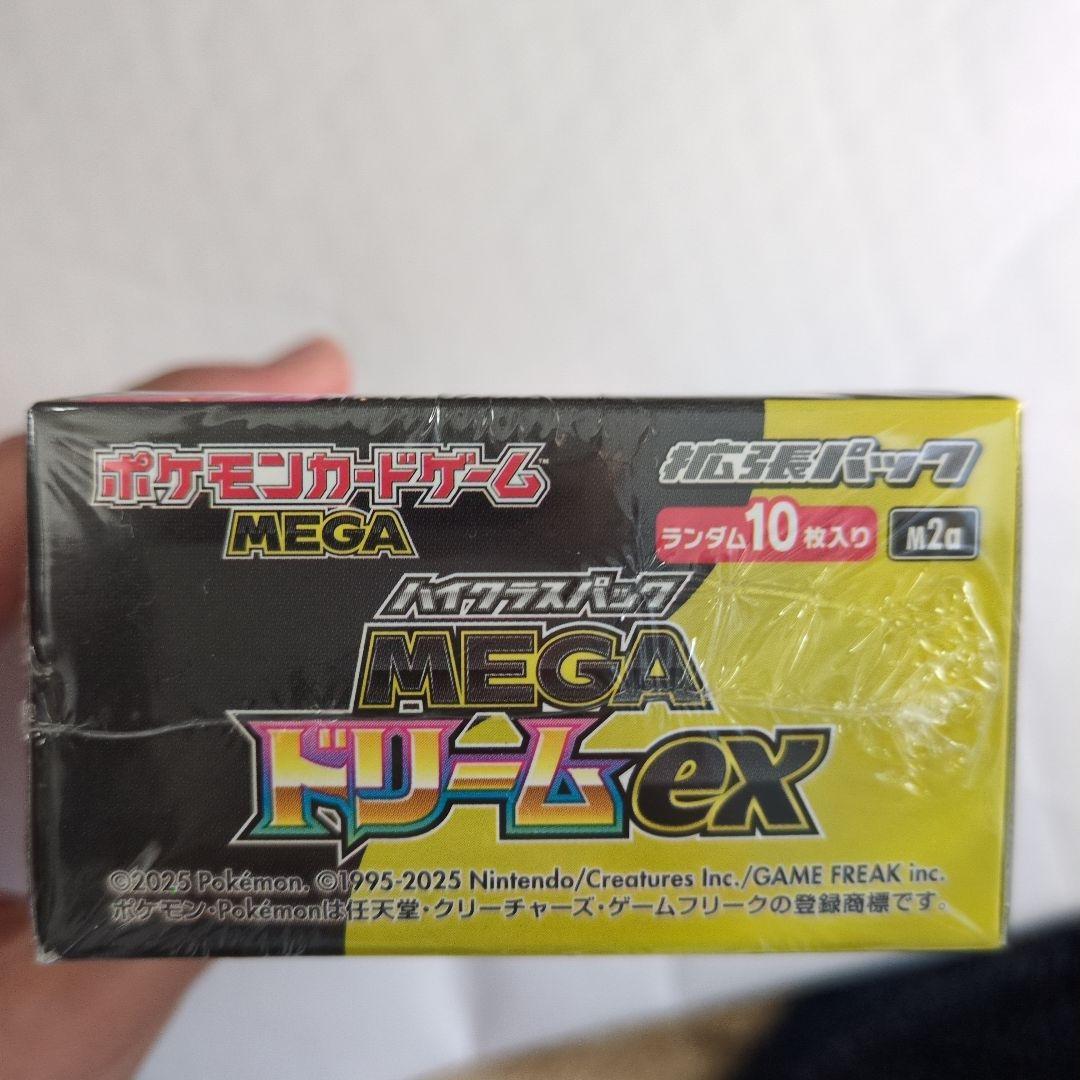 ポケモンカードゲーム™
MEGA
拡張パック
ランダム10枚入り
M2a
ハイクラスパック
MEGA
ドリームex
©2025 Pokémon. ©1995-2025 Nintendo/Creatures Inc./GAME FREAK inc.
ポケモン・Pokémonは任天堂・クリーチャーズ・ゲームフリークの登録商標です。